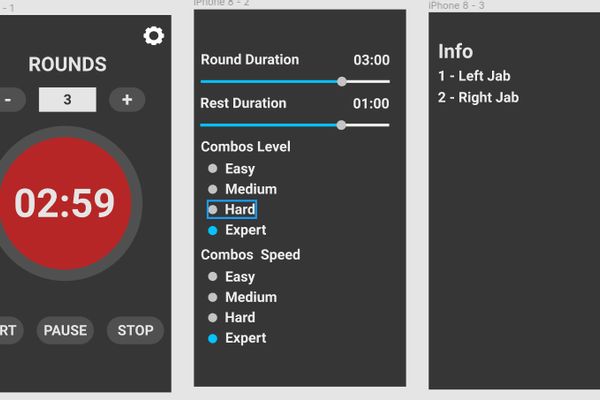 - 1
ROUNDS
- 3 +
02:59
RT PAUSE STOP
iPhone 8 - 2
Round Duration 03:00
Rest Duration 01:00
Combos Level
Easy
Medium
Hard
Expert
Combos Speed
Easy
Medium
Hard
Expert
iPhone 8 - 3
Info
1 - Left Jab
2 - Right Jab